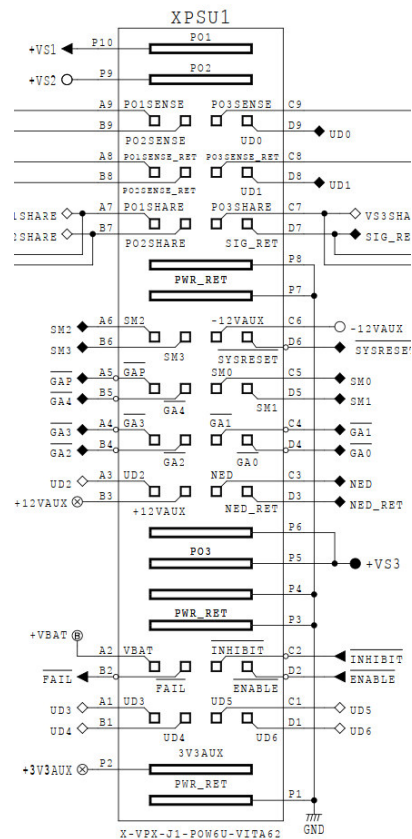 XPSU1
+VS1 P10 PO1
+VS2 P9 PO2
A9 PO1SENSE PO3SENSE C9
B9 PO2SENSE UD0 D9 UD0
A8 PO1SENSE_RET PO3SENSE_RET C8
B8 PO2SENSE_RET UD1 D8 UD1
1SHARE A7 PO1SHARE PO3SHARE C7 VS3SHA
2SHARE B7 PO2SHARE SIG_RET D7 SIG_RE
P8
PWR_RET
P7
SM2 A6 SM2 -12VAUX C6 -12VAUX
SM3 B6 SM3 SYSRESET D6 SYSRESET
GAP A5 GAP SM0 C5 SM0
GA4 B5 GA4 SM1 D5 SM1
GA3 A4 GA3 GA1 C4 GA1
GA2 B4 GA2 GA0 D4 GA0
UD2 A3 UD2 NED C3 NED
+12VAUX B3 +12VAUX NED_RET D3 NED_RET
P6
PO3 P5 +VS3
P4
PWR_RET
P3
+VBAT B A2 VBAT INHIBIT C2 INHIBIT
FAIL B2 FAIL ENABLE D2 ENABLE
UD3 A1 UD3 UD5 C1 UD5
UD4 B1 UD4 UD6 D1 UD6
3V3AUX
+3V3AUX P2
PWR_RET P1
GND
X-VPX-J1-POW6U-VITA62